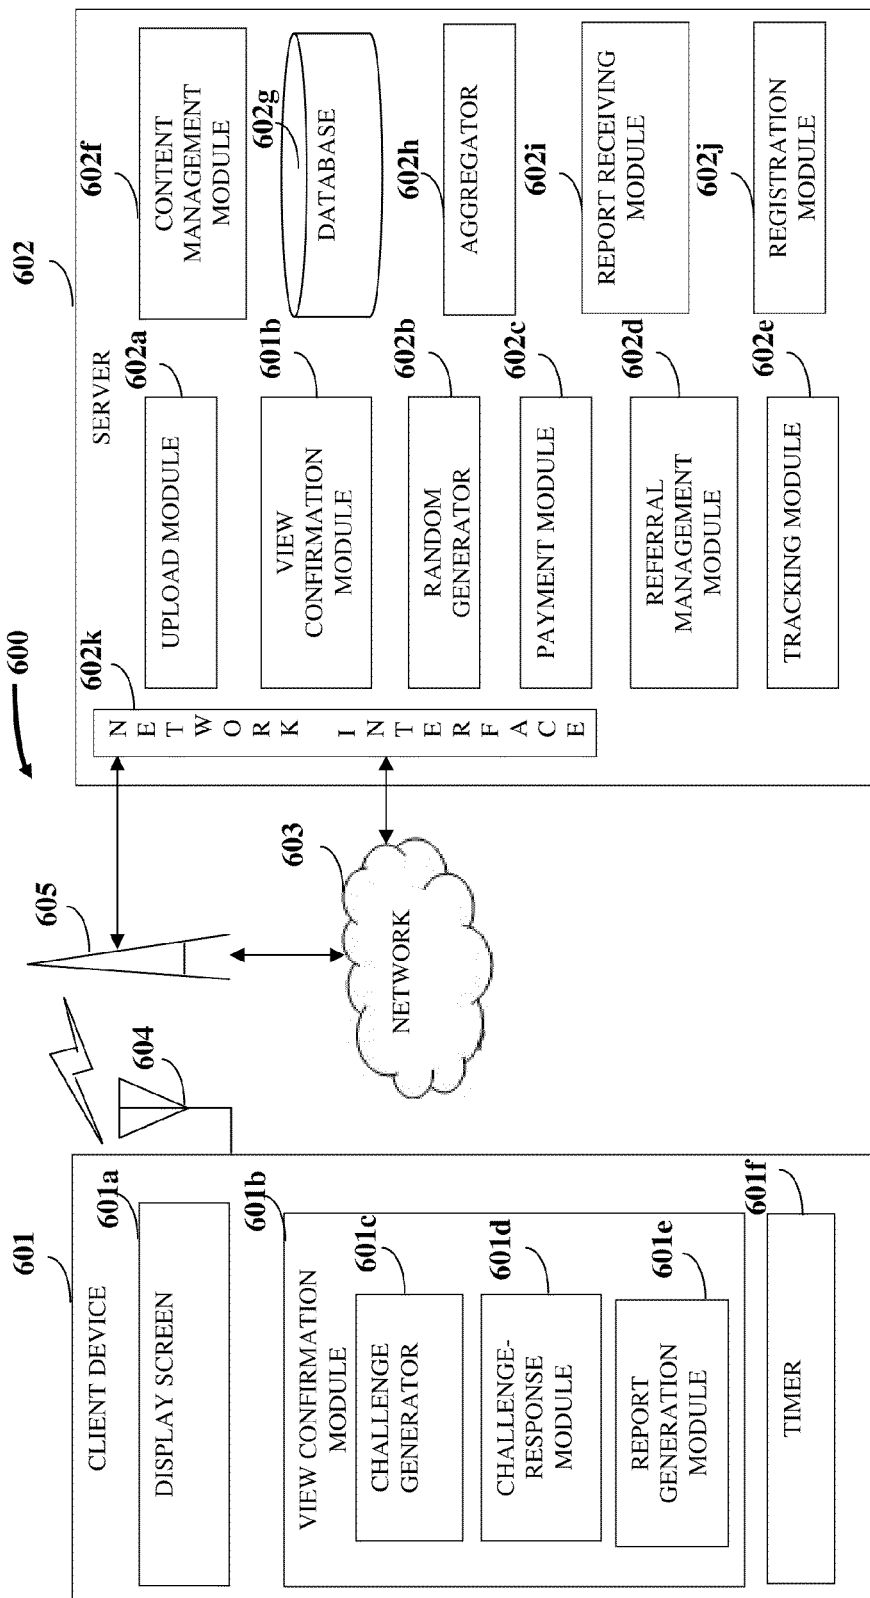 600
601
CLIENT DEVICE
601a
DISPLAY SCREEN
601b
VIEW CONFIRMATION
MODULE
601c
CHALLENGE
GENERATOR
601d
CHALLENGE-
RESPONSE
MODULE
601e
REPORT
GENERATION
MODULE
601f
TIMER
604
605
603
NETWORK
602
SERVER
602k
NETWORK INTERFACE
602a
UPLOAD MODULE
601b
VIEW
CONFIRMATION
MODULE
602b
RANDOM
GENERATOR
602c
PAYMENT MODULE
602d
REFERRAL
MANAGEMENT
MODULE
602e
TRACKING MODULE
602f
CONTENT
MANAGEMENT
MODULE
602g
DATABASE
602h
AGGREGATOR
602i
REPORT RECEIVING
MODULE
602j
REGISTRATION
MODULE